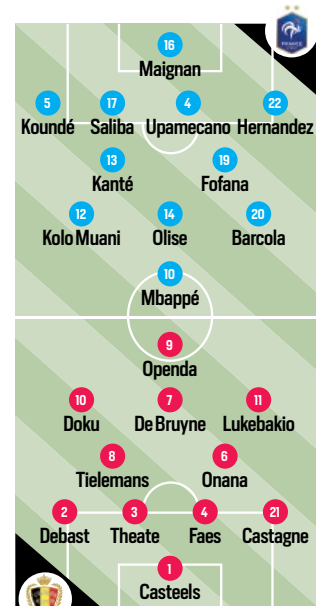 FRANCE
16
Maignan
5 17 4 22
Koundé Saliba Upamecano Hernandez
13 19
Kanté Fofana
12 14 20
Kolo Muani Olise Barcola
10
Mbappé
9
Openda
10 7 11
Doku De Bruyne Lukebakio
8 6
Tielemans Onana
2 3 4 21
Debast Theate Faes Castagne
1
Casteels